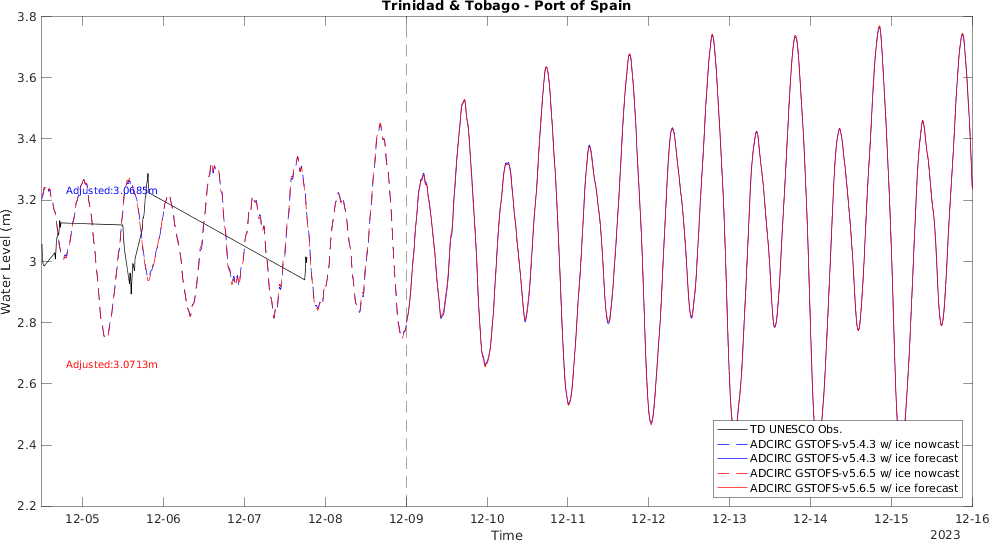 Trinidad & Tobago - Port of Spain
3.8
3.6
3.4
3.2
3
2.8
2.6
2.4
2.2
Water Level (m)
Adjusted:3.0685m
Adjusted:3.0713m
TD UNESCO Obs.
ADCIRC GSTOFS-v5.4.3 w/ ice nowcast
ADCIRC GSTOFS-v5.4.3 w/ ice forecast
ADCIRC GSTOFS-v5.6.5 w/ ice nowcast
ADCIRC GSTOFS-v5.6.5 w/ ice forecast
12-05 12-06 12-07 12-08 12-09 12-10 12-11 12-12 12-13 12-14 12-15 12-16
Time
2023